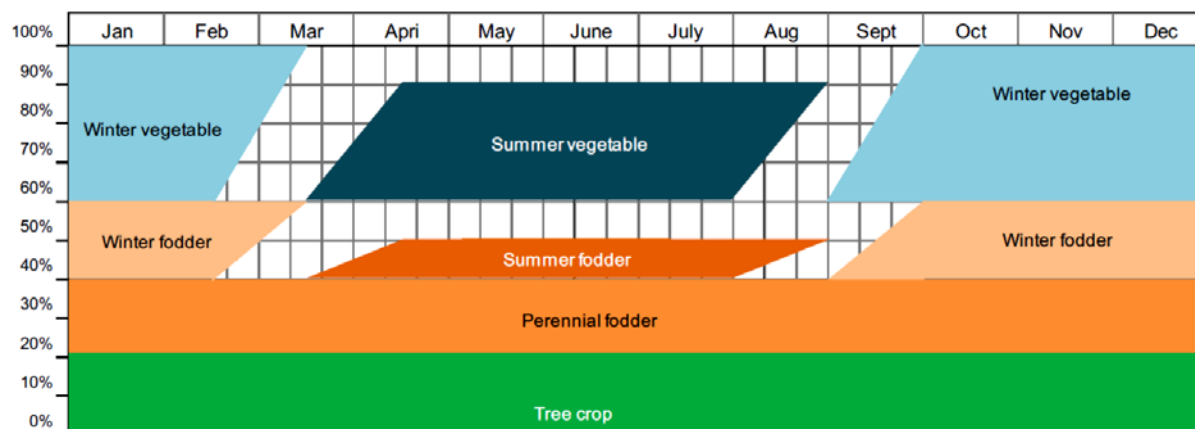 Jan Feb Mar Apri May June July Aug Sept Oct Nov Dec
100%
90%
80%
70%
60%
50%
40%
30%
20%
10%
0%
Winter vegetable
Summer vegetable
Winter vegetable
Winter fodder
Summer fodder
Winter fodder
Perennial fodder
Tree crop